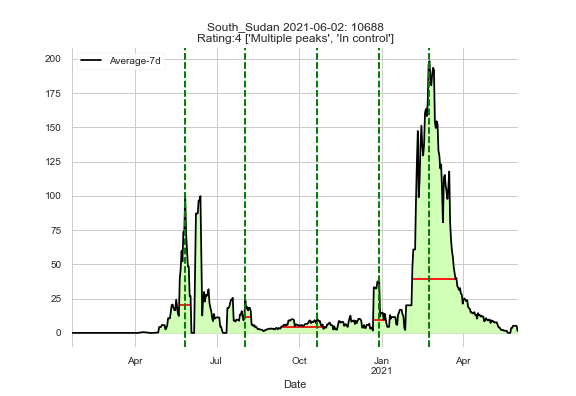 South_Sudan 2021-06-02: 10688
Rating:4 ['Multiple peaks', 'In control']
Average-7d
200
175
150
125
100
75
50
25
0
Apr
Jul
Oct
Jan
2021
Apr
Date